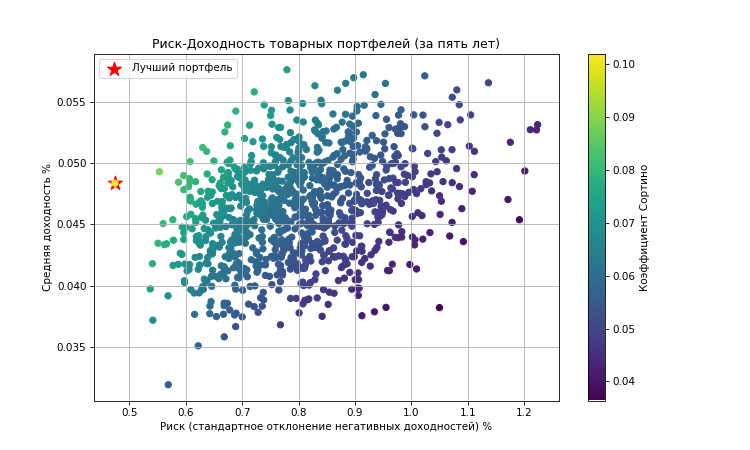 Риск-Доходность товарных портфелей (за пять лет)
Лучший портфель
Средняя доходность %
0.055
0.050
0.045
0.040
0.035
0.5 0.6 0.7 0.8 0.9 1.0 1.1 1.2
Риск (стандартное отклонение негативных доходностей) %
0.10
0.09
0.08
0.07
0.06
0.05
0.04
Коэффициент Сортино